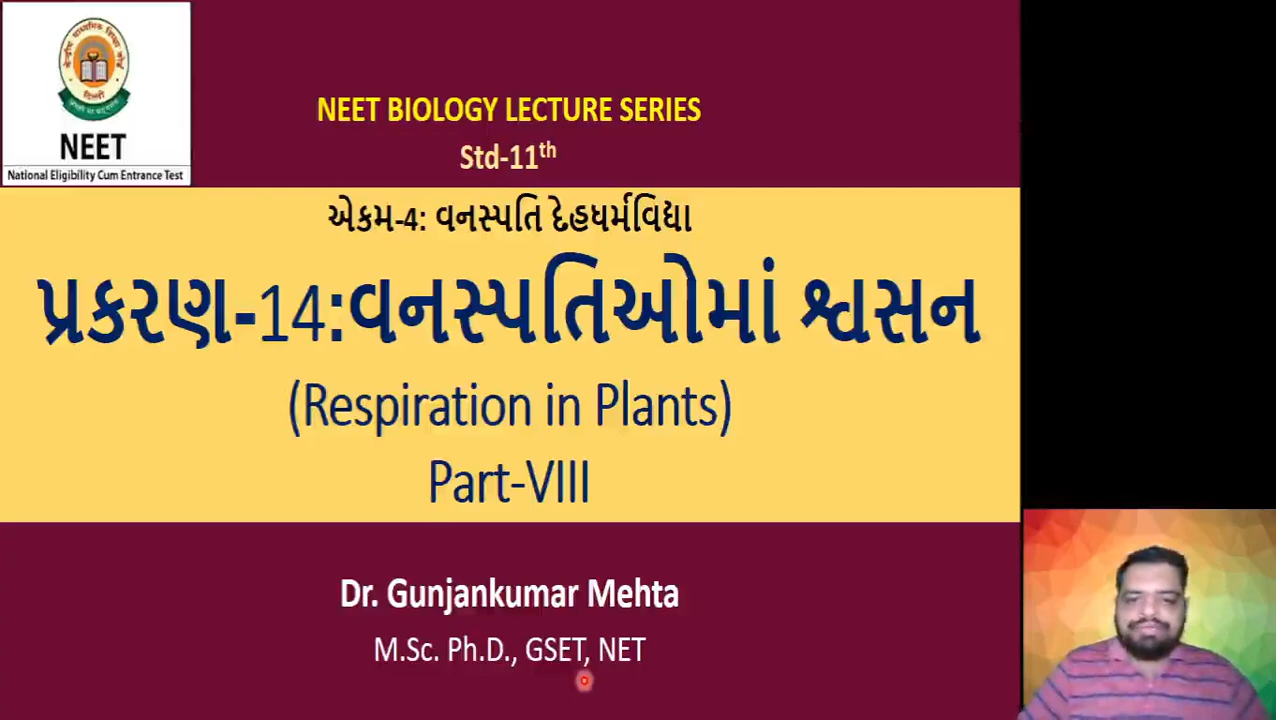 केन्द्रीय माध्यमिक शिक्षा बोर्ड
दिल्ली
NEET
National Eligibility Cum Entrance Test
NEET BIOLOGY LECTURE SERIES
Std-11th
એકમ-4: વનસ્પતિ દેહધર્મવિદ્યા
પ્રકરણ-14:વનસ્પતિઓમાં શ્વસન
(Respiration in Plants)
Part-VIII
Dr. Gunjankumar Mehta
M.Sc. Ph.D., GSET, NET